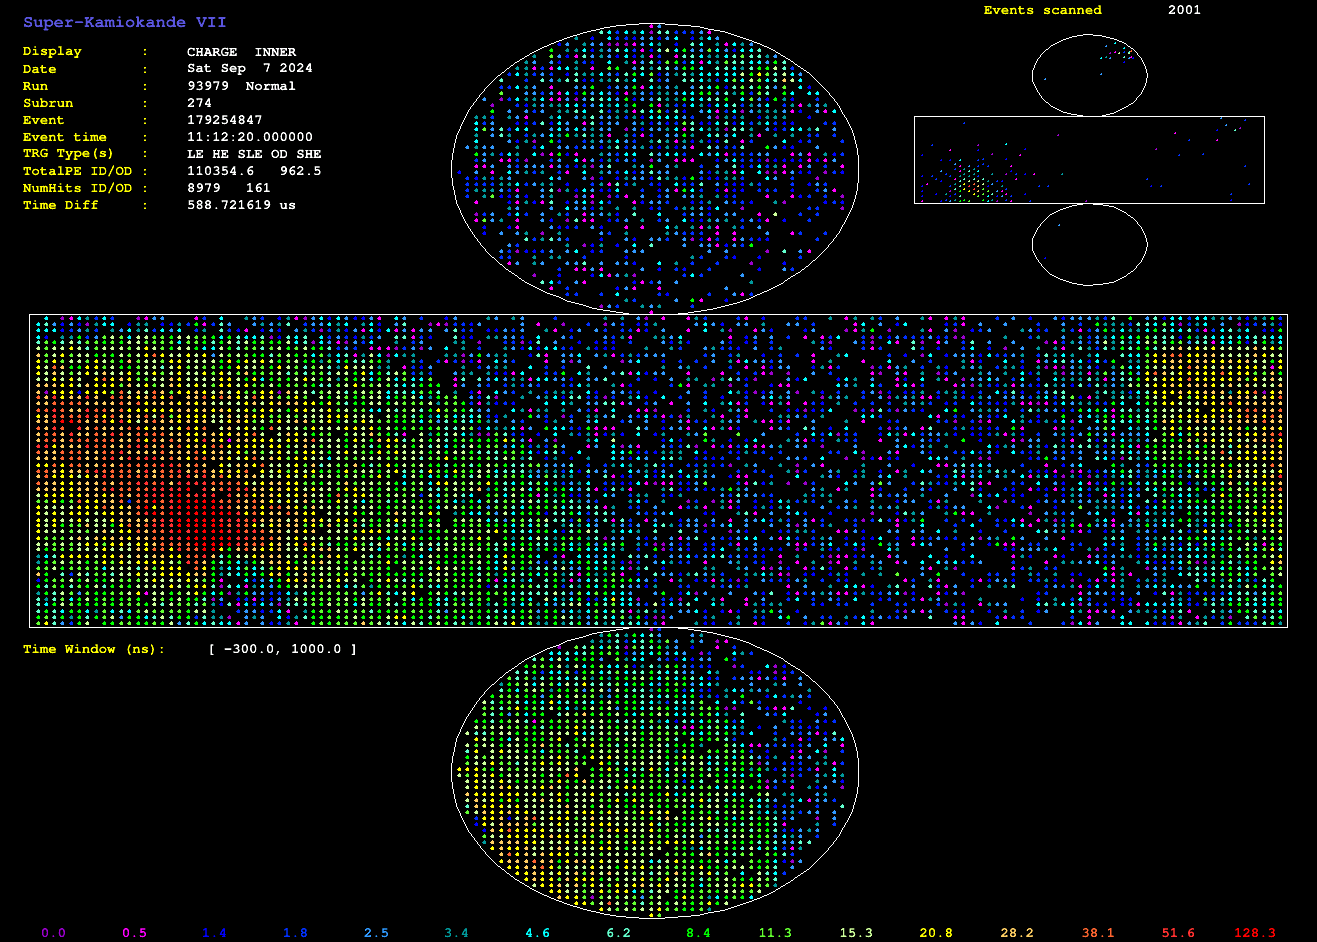 Super-Kamiokande VII
Events scanned 2001
Display : CHARGE INNER
Date : Sat Sep 7 2024
Run : 93979 Normal
Subrun : 274
Event : 179254847
Event time : 11:12:20.000000
TRG Type(s) : LE HE SLE OD SHE
TotalPE ID/OD : 110354.6 962.5
NumHits ID/OD : 8979 161
Time Diff : 588.721619 us
Time Window (ns): [ -300.0, 1000.0 ]
0.0 0.5 1.4 1.8 2.5 3.4 4.6 6.2 8.4 11.3 15.3 20.8 28.2 38.1 51.6 128.3